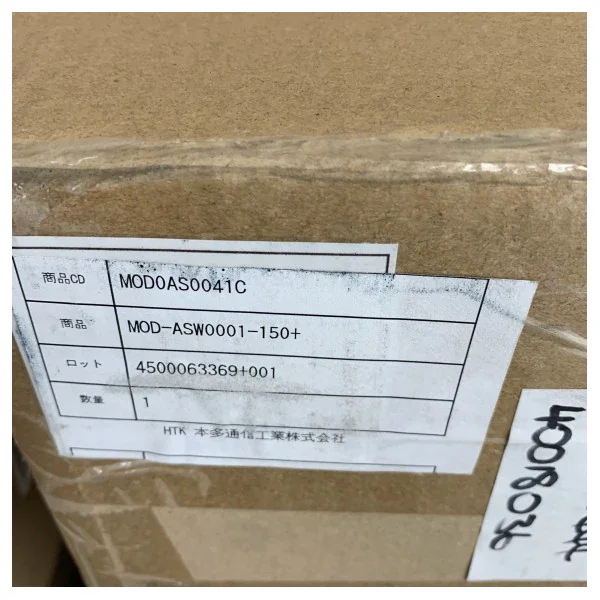 商品CD MOD0AS0041C
商品 MOD-ASW0001-150+
ロット 4500063369+001
数量 1
HTK 本多通信工業株式会社
40018036